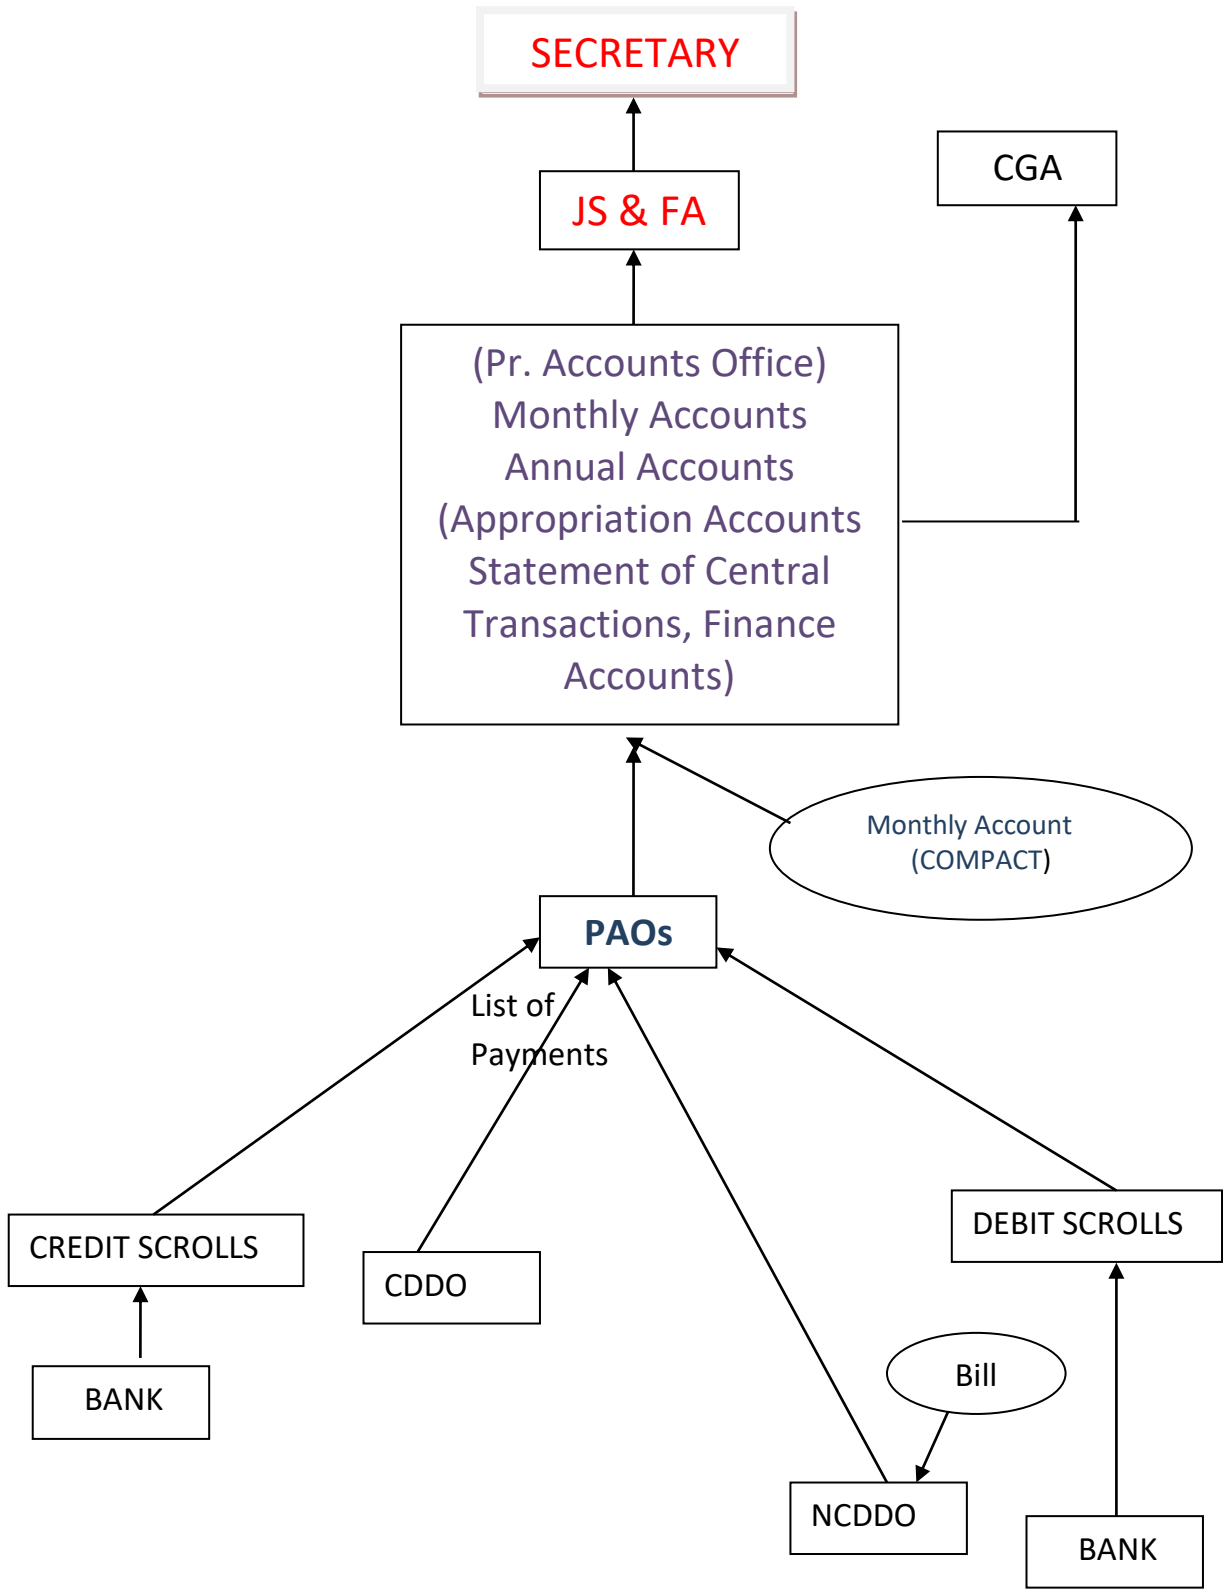 SECRETARY
CGA
JS & FA
(Pr. Accounts Office)
Monthly Accounts
Annual Accounts
(Appropriation Accounts
Statement of Central
Transactions, Finance
Accounts)
Monthly Account
(COMPACT)
PAOs
List of
Payments
DEBIT SCROLLS
CREDIT SCROLLS
CDDO
Bill
BANK
NCDDO
BANK